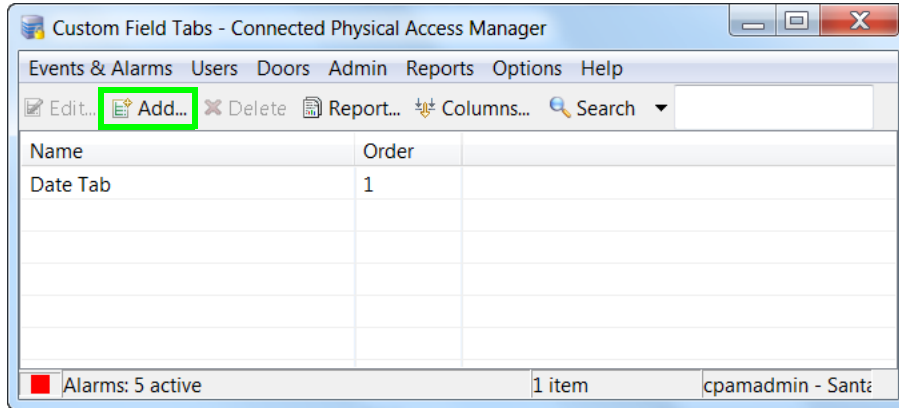 Custom Field Tabs - Connected Physical Access Manager
Events & Alarms Users Doors Admin Reports Options Help
Edit... Add... Delete Report... Columns... Search
Name Order
Date Tab 1
Alarms: 5 active 1 item cpamadmin - Santa